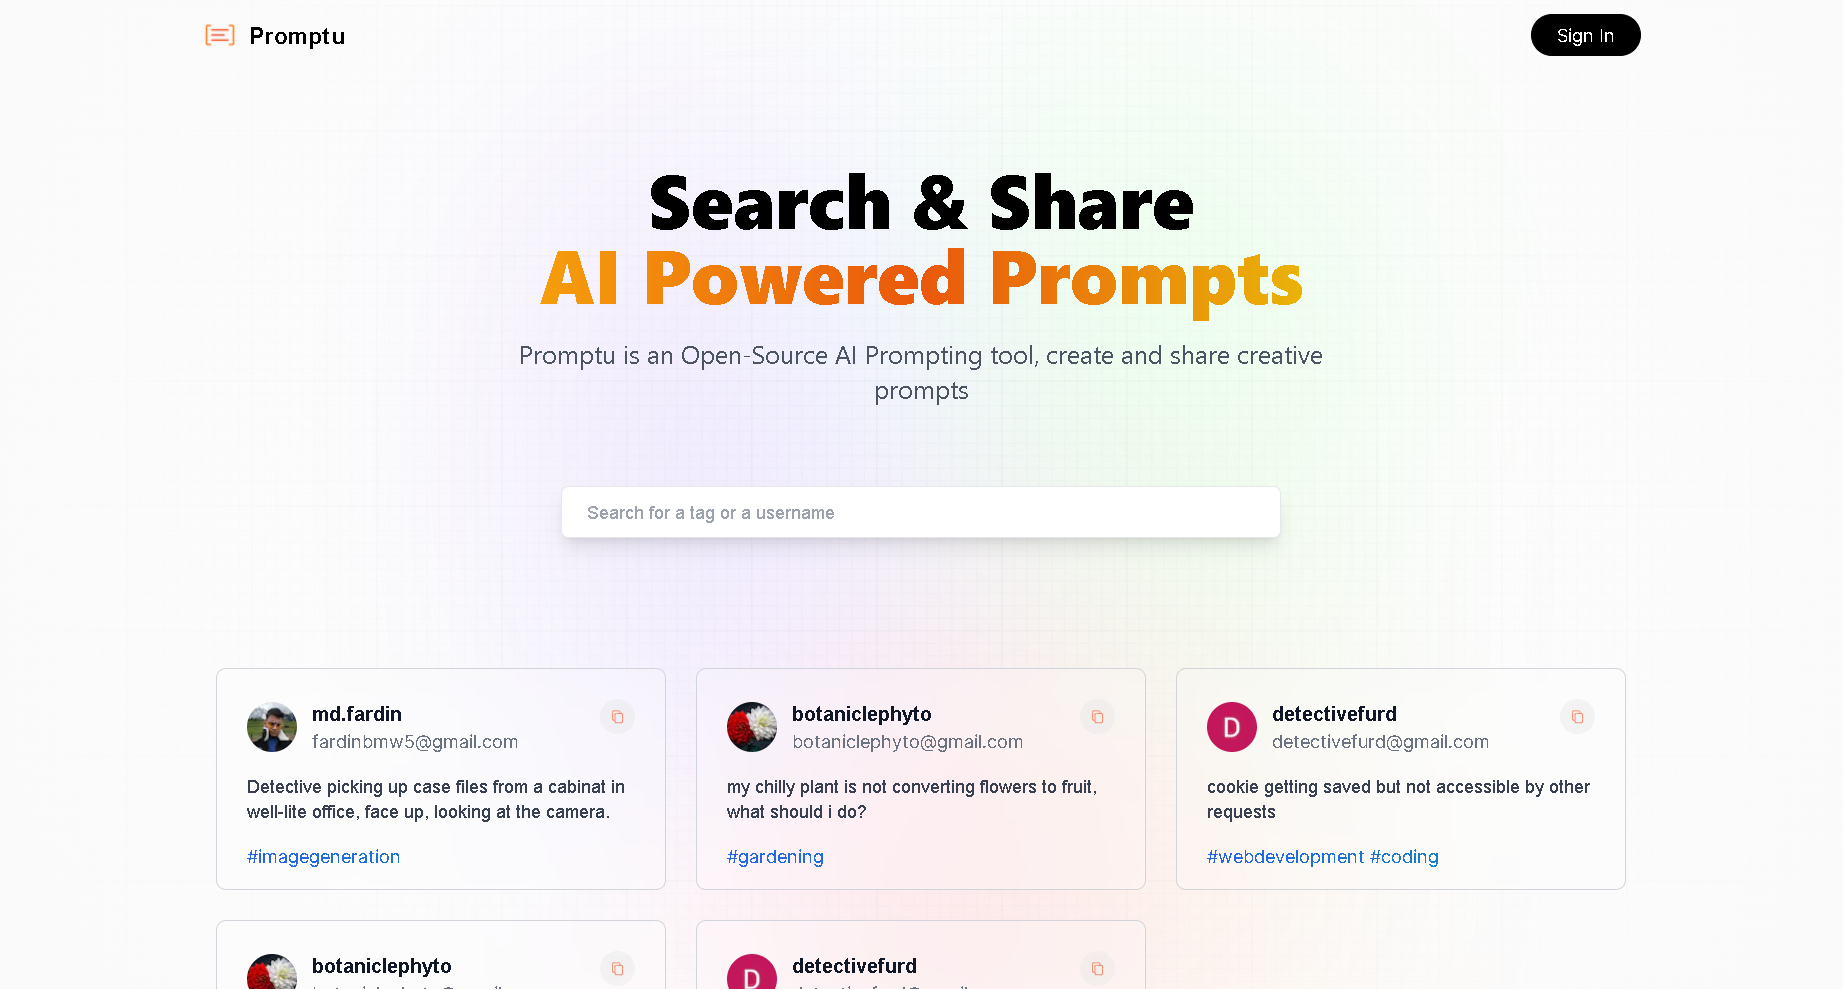 Promptu
Sign In
Search & Share
AI Powered Prompts
Promptu is an Open-Source AI Prompting tool, create and share creative
prompts
Search for a tag or a username
md.fardin
fardinbmw5@gmail.com
Detective picking up case files from a cabinat in
well-lite office, face up, looking at the camera.
#imagegeneration
botaniclephyto
botaniclephyto@gmail.com
my chilly plant is not converting flowers to fruit,
what should i do?
#gardening
D
detectivefurd
detectivefurd@gmail.com
cookie getting saved but not accessible by other
requests
#webdevelopment #coding
botaniclephyto
D
detectivefurd